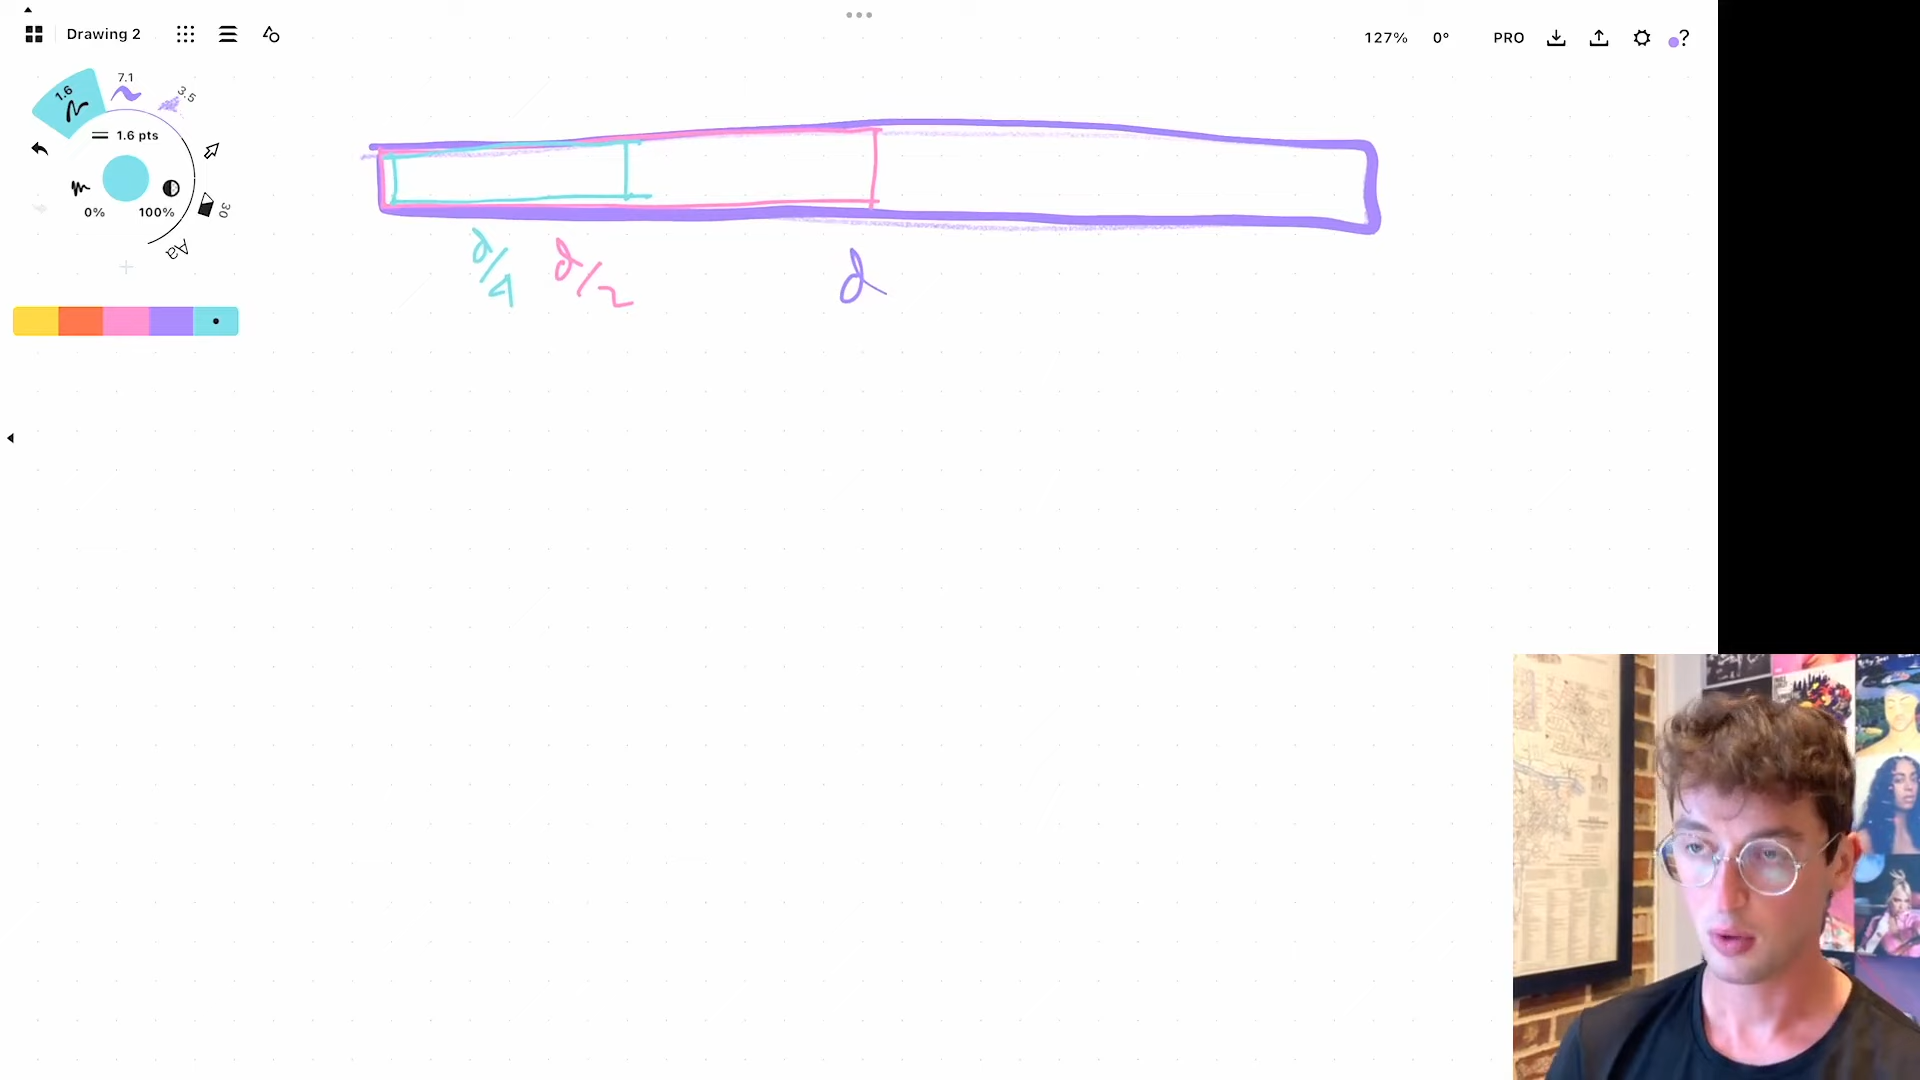 Drawing 2
127% 0° PRO ?
7.1
1.6
3.5
1.6 pts
0% 100%
30
Aa
d/4 d/2 d